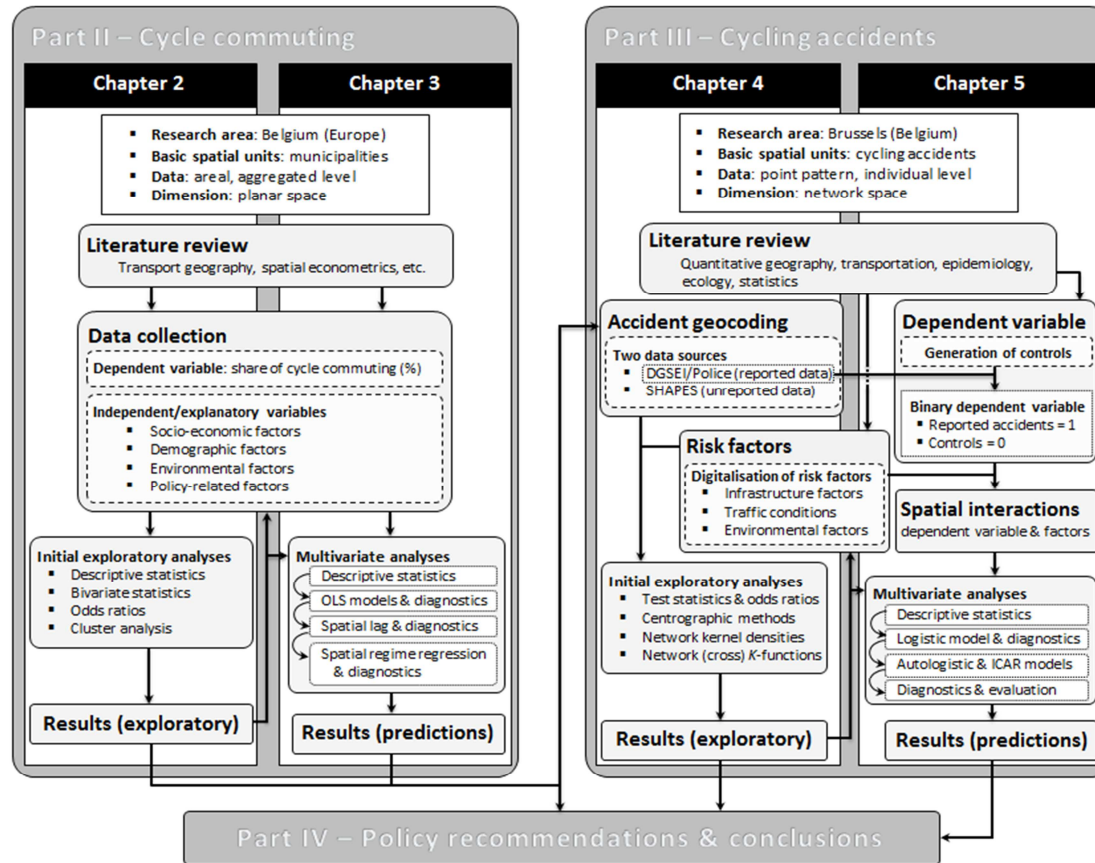 Part II – Cycle commuting
Chapter 2
Chapter 3
▪ Research area: Belgium (Europe)
▪ Basic spatial units: municipalities
▪ Data: areal, aggregated level
▪ Dimension: planar space
Literature review
Transport geography, spatial econometrics, etc.
Data collection
Dependent variable: share of cycle commuting (%)
Independent/explanatory variables
▪ Socio-economic factors
▪ Demographic factors
▪ Environmental factors
▪ Policy-related factors
Initial exploratory analyses
▪ Descriptive statistics
▪ Bivariate statistics
▪ Odds ratios
▪ Cluster analysis
Results (exploratory)
Multivariate analyses
Descriptive statistics
OLS models & diagnostics
Spatial lag & diagnostics
Spatial regime regression
& diagnostics
Results (predictions)
Part III – Cycling accidents
Chapter 4
Chapter 5
▪ Research area: Brussels (Belgium)
▪ Basic spatial units: cycling accidents
▪ Data: point pattern, individual level
▪ Dimension: network space
Literature review
Quantitative geography, transportation, epidemiology,
ecology, statistics
Accident geocoding
Two data sources
▪ DGSEI/Police (reported data)
▪ SHAPES (unreported data)
Dependent variable
Generation of controls
Binary dependent variable
▪ Reported accidents = 1
▪ Controls = 0
Risk factors
Digitalisation of risk factors
▪ Infrastructure factors
▪ Traffic conditions
▪ Environmental factors
Spatial interactions
dependent variable & factors
Initial exploratory analyses
▪ Test statistics & odds ratios
▪ Centrographic methods
▪ Network kernel densities
▪ Network (cross) K-functions
Results (exploratory)
Multivariate analyses
Descriptive statistics
Logistic model & diagnostics
Autologistic & ICAR models
Diagnostics & evaluation
Results (predictions)
Part IV – Policy recommendations & conclusions